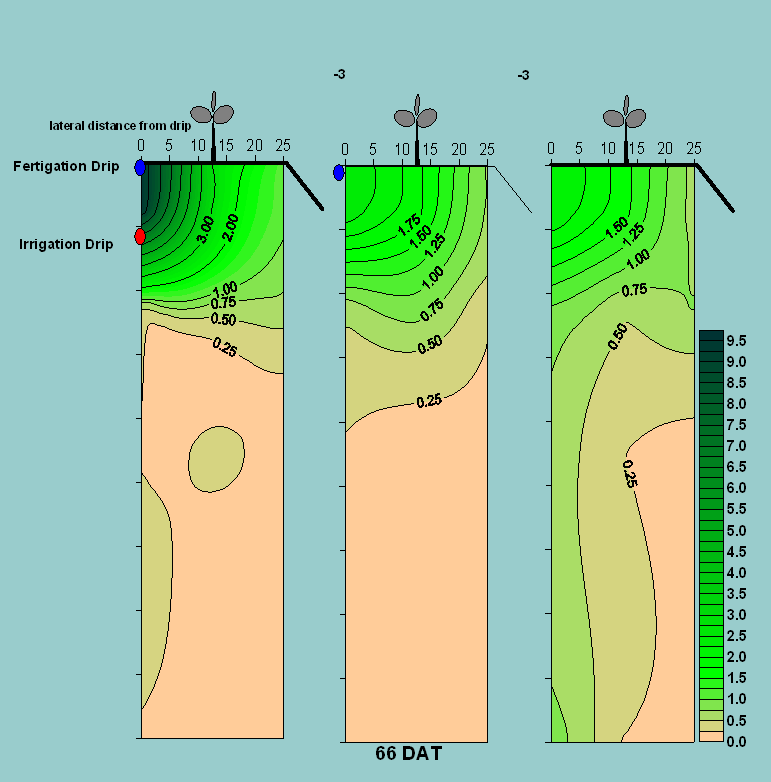 -3 -3
lateral distance from drip
0 5 10 15 20 25 0 5 10 15 20 25 0 5 10 15 20 25
Fertigation Drip
Irrigation Drip
3.00 2.00 1.75 1.50 1.25 1.50 1.25
1.00 1.00 1.00
0.75 0.75 0.75
0.50 0.50 0.50
0.25 0.25 0.25
9.5
9.0
8.5
8.0
7.5
7.0
6.5
6.0
5.5
5.0
4.5
4.0
3.5
3.0
2.5
2.0
1.5
1.0
0.5
0.0
66 DAT